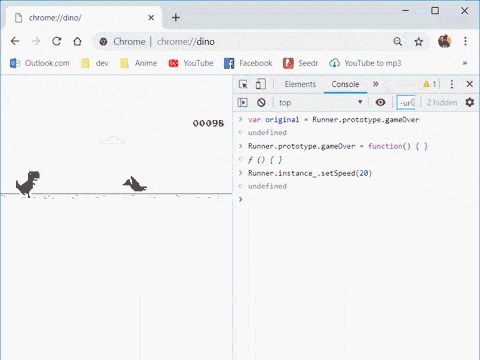 chrome://dino/
Chrome | chrome://dino
Outlook.com dev Anime YouTube Facebook Seedr YouTube to mp3 »
Elements Console » 1
top 2 hidden
00098
> var original = Runner.prototype.gameOver
< undefined
> Runner.prototype.gameOver = function() { }
< f () { }
> Runner.instance_.setSpeed(20)
< undefined
>